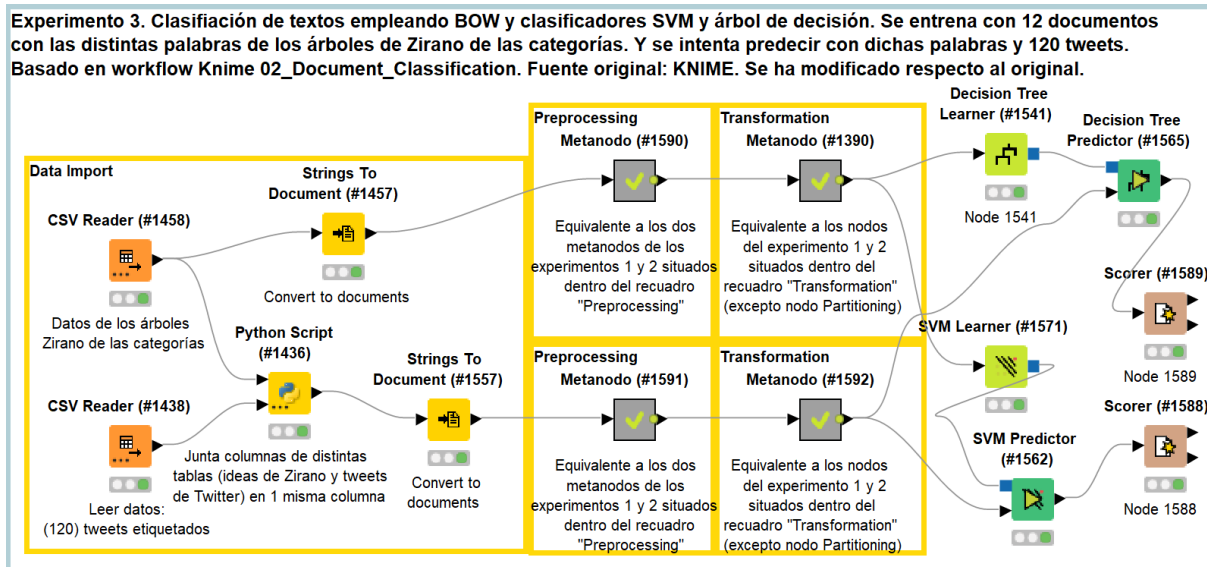 Experimento 3. Clasifiación de textos empleando BOW y clasificadores SVM y árbol de decisión. Se entrena con 12 documentos
con las distintas palabras de los árboles de Zirano de las categorías. Y se intenta predecir con dichas palabras y 120 tweets.
Basado en workflow Knime 02_Document_Classification. Fuente original: KNIME. Se ha modificado respecto al original.
Data Import
CSV Reader (#1458)
Datos de los árboles
Zirano de las categorías
Strings To
Document (#1457)
Convert to documents
CSV Reader (#1438)
Leer datos:
(120) tweets etiquetados
Python Script
(#1436)
Junta columnas de distintas
tablas (ideas de Zirano y tweets
de Twitter) en 1 misma columna
Strings To
Document (#1557)
Convert to
documents
Preprocessing
Metanodo (#1590)
Equivalente a los dos
metanodos de los
experimentos 1 y 2 situados
dentro del recuadro
"Preprocessing"
Transformation
Metanodo (#1390)
Equivalente a los nodos
del experimento 1 y 2
situados dentro del
recuadro "Transformation"
(excepto nodo Partitioning)
Preprocessing
Metanodo (#1591)
Equivalente a los dos
metanodos de los
experimentos 1 y 2 situados
dentro del recuadro
"Preprocessing"
Transformation
Metanodo (#1592)
Equivalente a los nodos
del experimento 1 y 2
situados dentro del
recuadro "Transformation"
(excepto nodo Partitioning)
Decision Tree
Learner (#1541)
Node 1541
Decision Tree
Predictor (#1565)
Scorer (#1589)
Node 1589
SVM Learner (#1571)
SVM Predictor
(#1562)
Scorer (#1588)
Node 1588